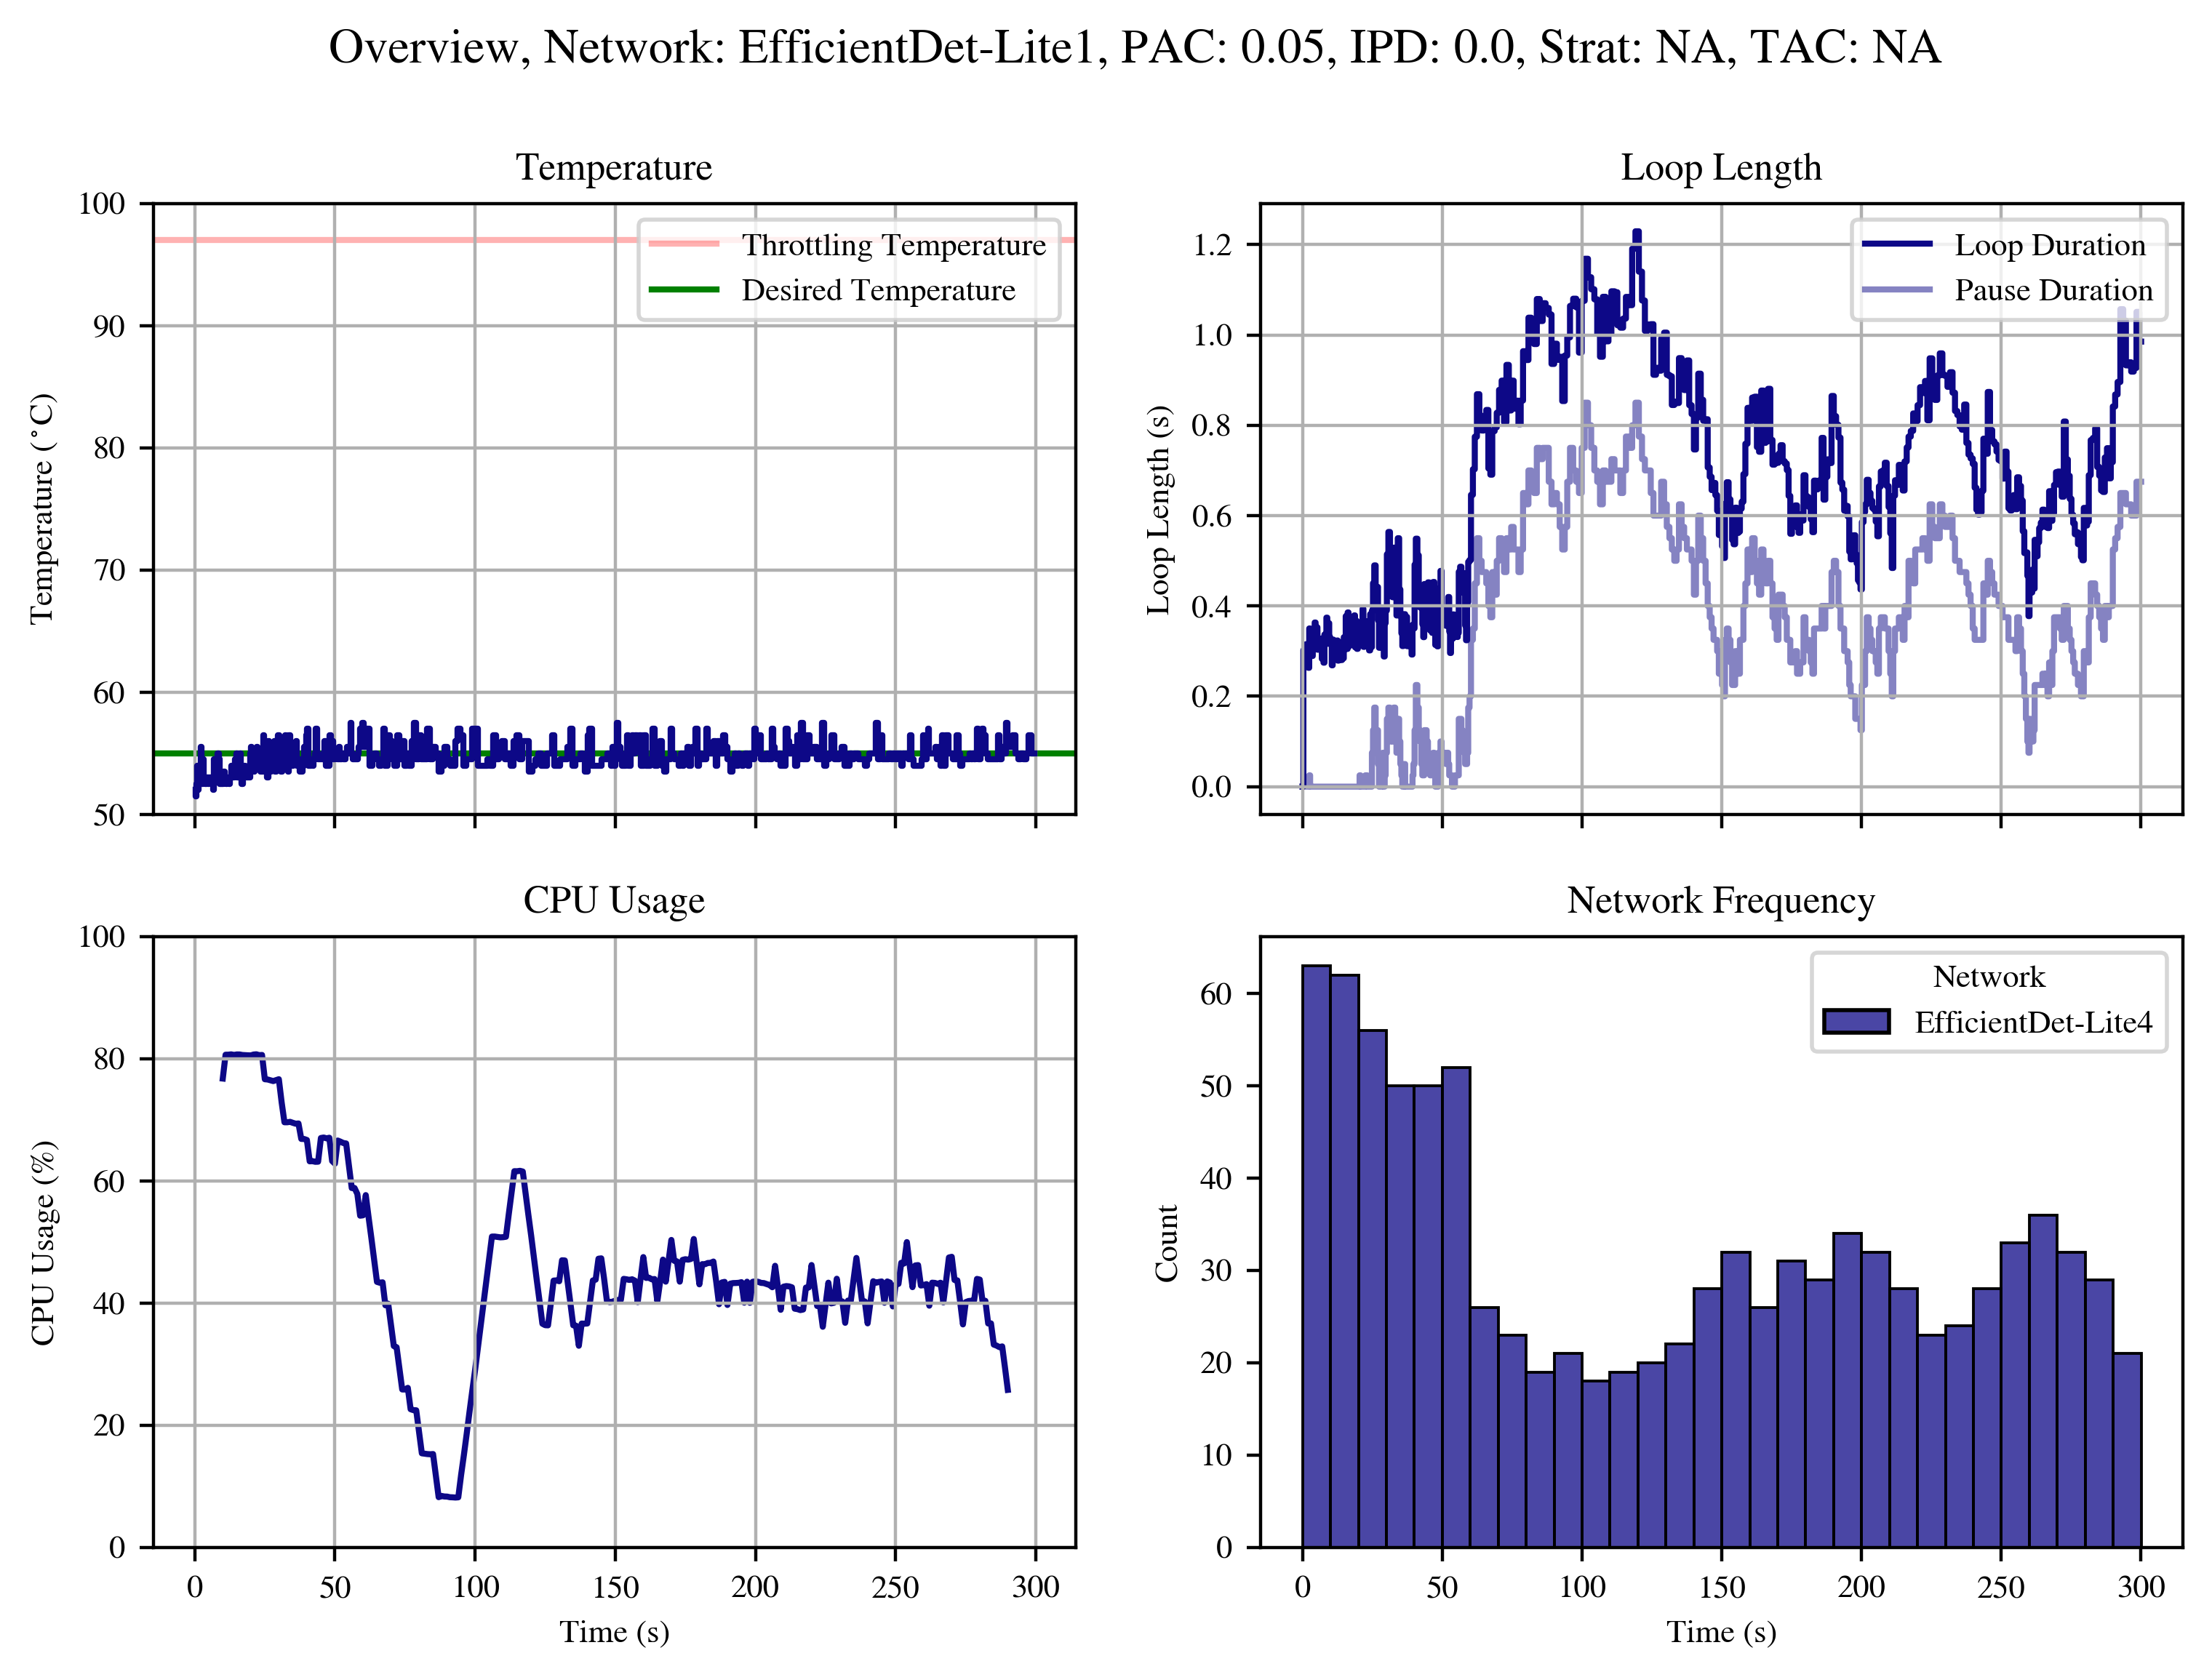 Overview, Network: EfficientDet-Lite1, PAC: 0.05, IPD: 0.0, Strat: NA, TAC: NA
Temperature
100
90
80
70
60
50
Temperature (°C)
Throttling Temperature
Desired Temperature
Loop Length
1.2
1.0
0.8
0.6
0.4
0.2
0.0
Loop Length (s)
Loop Duration
Pause Duration
CPU Usage
100
80
60
40
20
0
CPU Usage (%)
0 50 100 150 200 250 300
Time (s)
Network Frequency
60
50
40
30
20
10
0
Count
Network
EfficientDet-Lite4
0 50 100 150 200 250 300
Time (s)